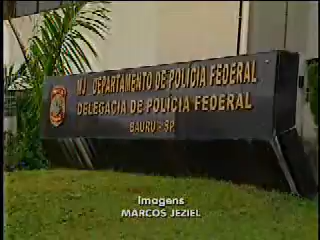 MJ DEPARTAMENTO DE POLÍCIA FEDERAL
DELEGACIA DE POLÍCIA FEDERAL
BAURU - SP
Imagens
MARCOS JEZIEL